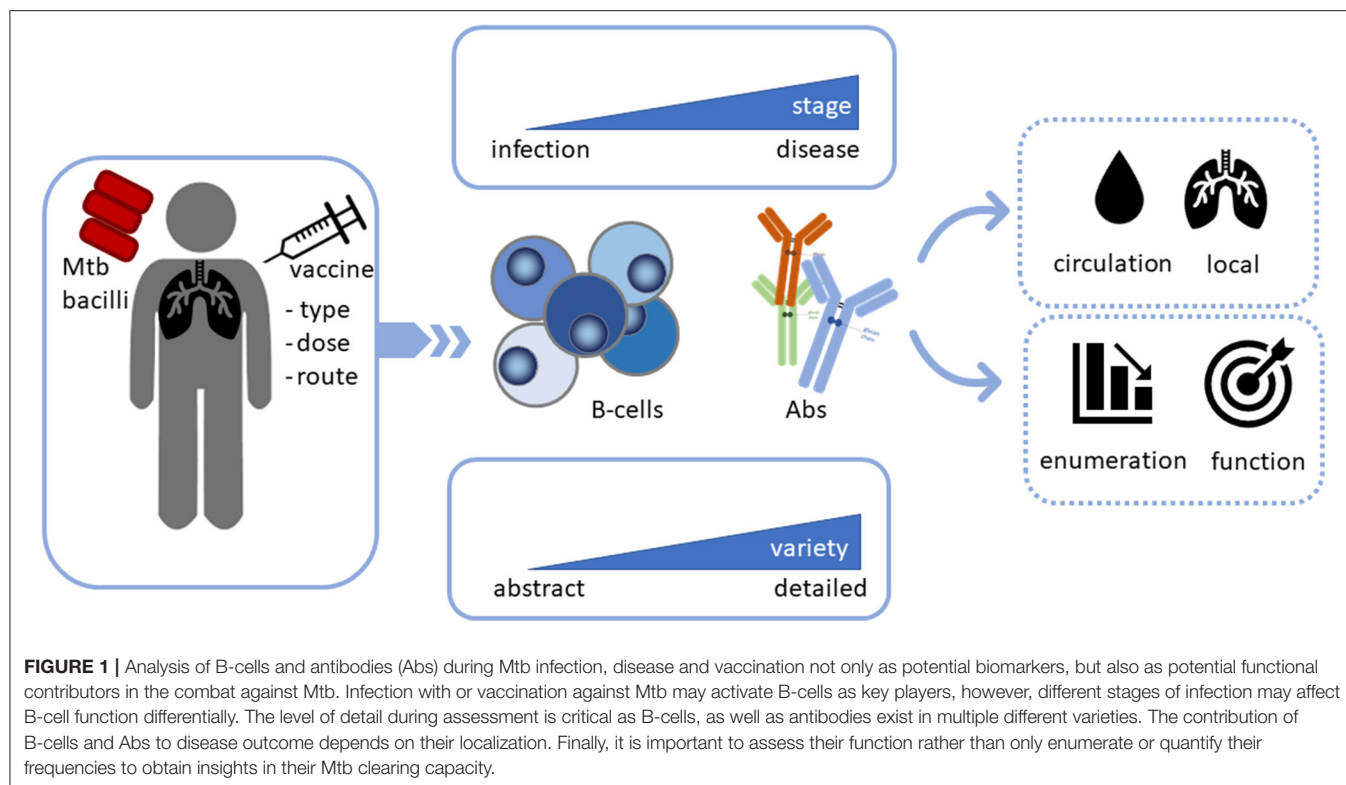 stage
infection disease
Mtb
bacilli
vaccine
- type
- dose
- route
B-cells
Abs
circulation local
enumeration function
variety
abstract detailed
FIGURE 1 | Analysis of B-cells and antibodies (Abs) during Mtb infection, disease and vaccination not only as potential biomarkers, but also as potential functional
contributors in the combat against Mtb. Infection with or vaccination against Mtb may activate B-cells as key players, however, different stages of infection may affect
B-cell function differentially. The level of detail during assessment is critical as B-cells, as well as antibodies exist in multiple different varieties. The contribution of
B-cells and Abs to disease outcome depends on their localization. Finally, it is important to assess their function rather than only enumerate or quantify their
frequencies to obtain insights in their Mtb clearing capacity.